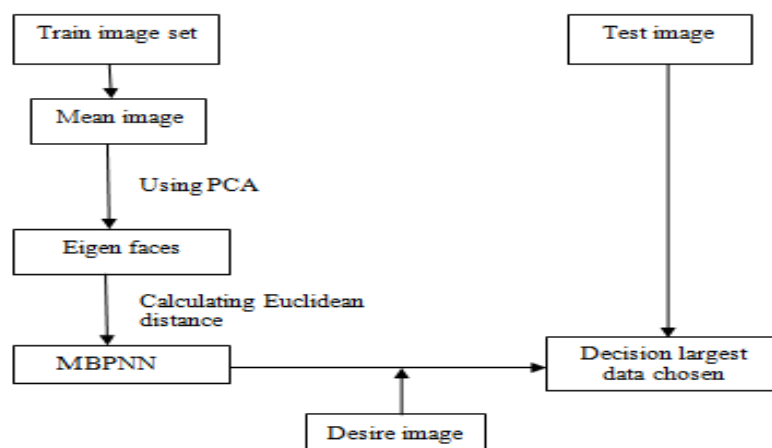 Train image set
Test image
Mean image
Using PCA
Eigen faces
Calculating Euclidean
distance
MBPNN
Decision largest
data chosen
Desire image